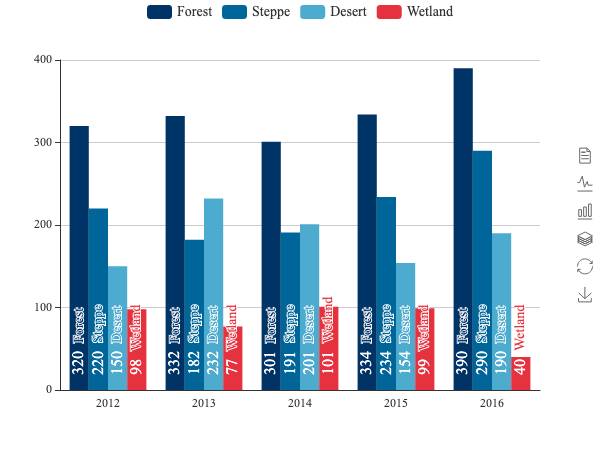 Forest Steppe Desert Wetland
400
300
200
100
0
320 Forest
220 Steppe
150 Desert
98 Wetland
332 Forest
182 Steppe
232 Desert
77 Wetland
301 Forest
191 Steppe
201 Desert
101 Wetland
334 Forest
234 Steppe
154 Desert
99 Wetland
390 Forest
290 Steppe
190 Desert
40 Wetland
2012 2013 2014 2015 2016